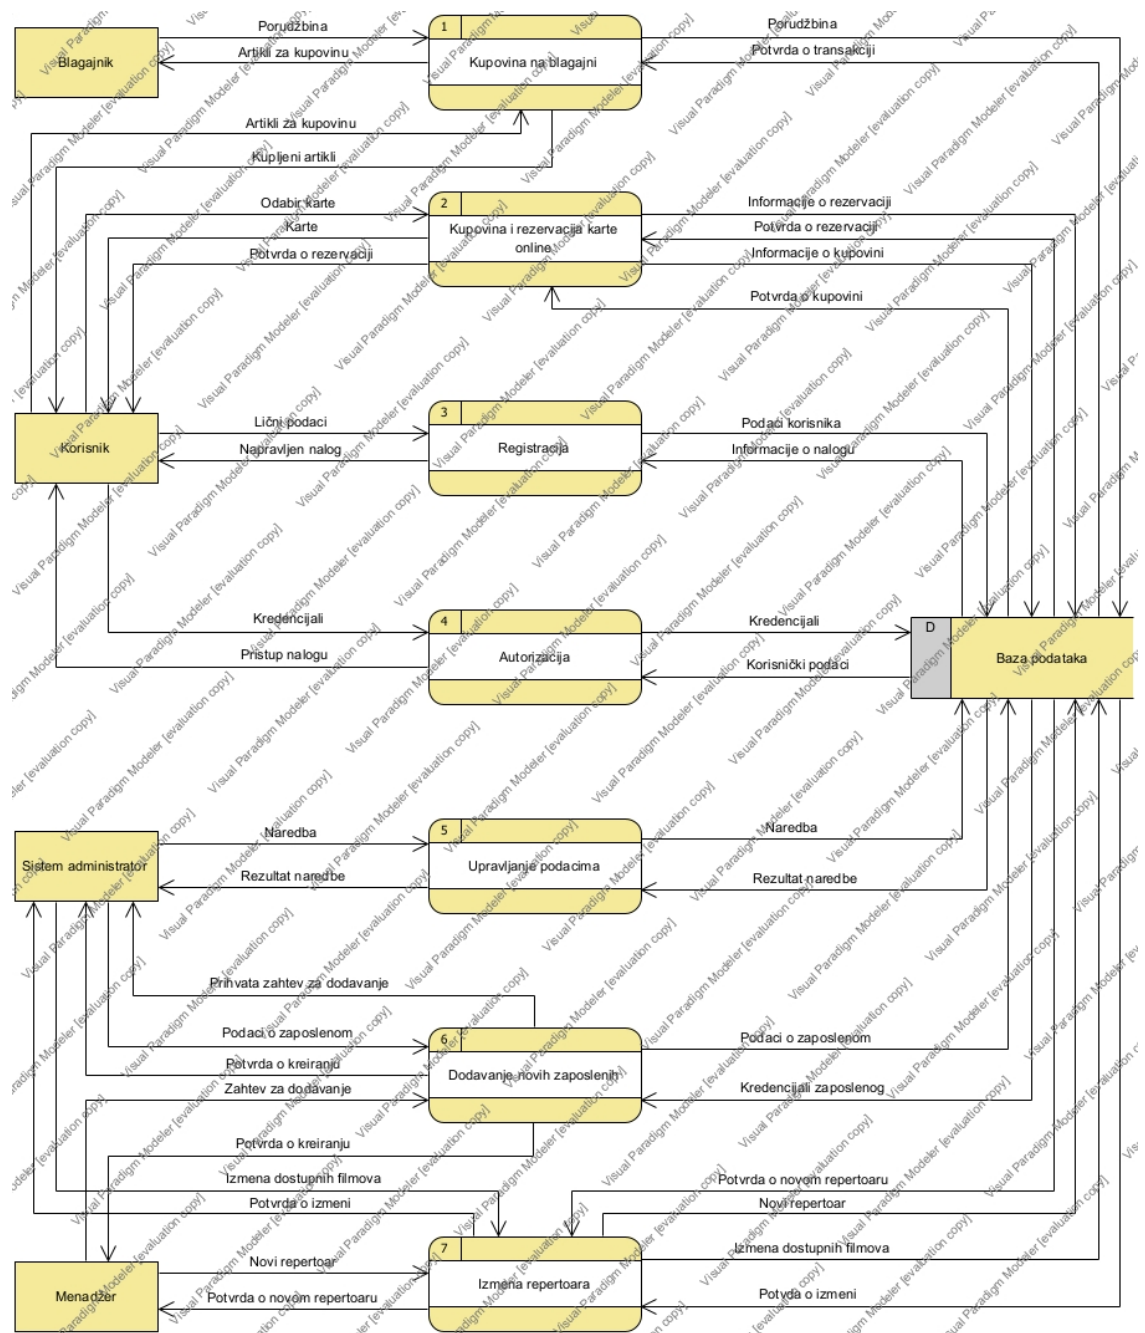 Porudžbina
Artikli za kupovinu
Blagajnik
1
Kupovina na blagajni
Porudžbina
Potvrda o transakciji
Artikli za kupovinu
Kupljeni artikli
Odabir karte
Karte
Potvrda o rezervaciji
2
Kupovina i rezervacija karte
online
Informacije o rezervaciji
Potvrda o rezervaciji
Informacije o kupovini
Potvrda o kupovini
Korisnik
Lični podaci
Napravljen nalog
3
Registracija
Podaci korisnika
Informacije o nalogu
Kredencijali
Pristup nalogu
4
Autorizacija
Kredencijali
Korisnički podaci
D
Baza podataka
Sistem administrator
Naredba
Rezultat naredbe
5
Upravljanje podacima
Naredba
Rezultat naredbe
Prihvata zahtev za dodavanje
Podaci o zaposlenom
Potvrda o kreiranju
Zahtev za dodavanje
6
Dodavanje novih zaposlenih
Podaci o zaposlenom
Kredencijali zaposlenog
Potvrda o kreiranju
Izmena dostupnih filmova
Potvrda o izmeni
Potvrda o novom repertoaru
Novi repertoar
Menadžer
Novi repertoar
Potvrda o novom repertoaru
7
Izmena repertoara
Izmena dostupnih filmova
Potvda o izmeni
Visual Paradigm Modeler [evaluation copy]